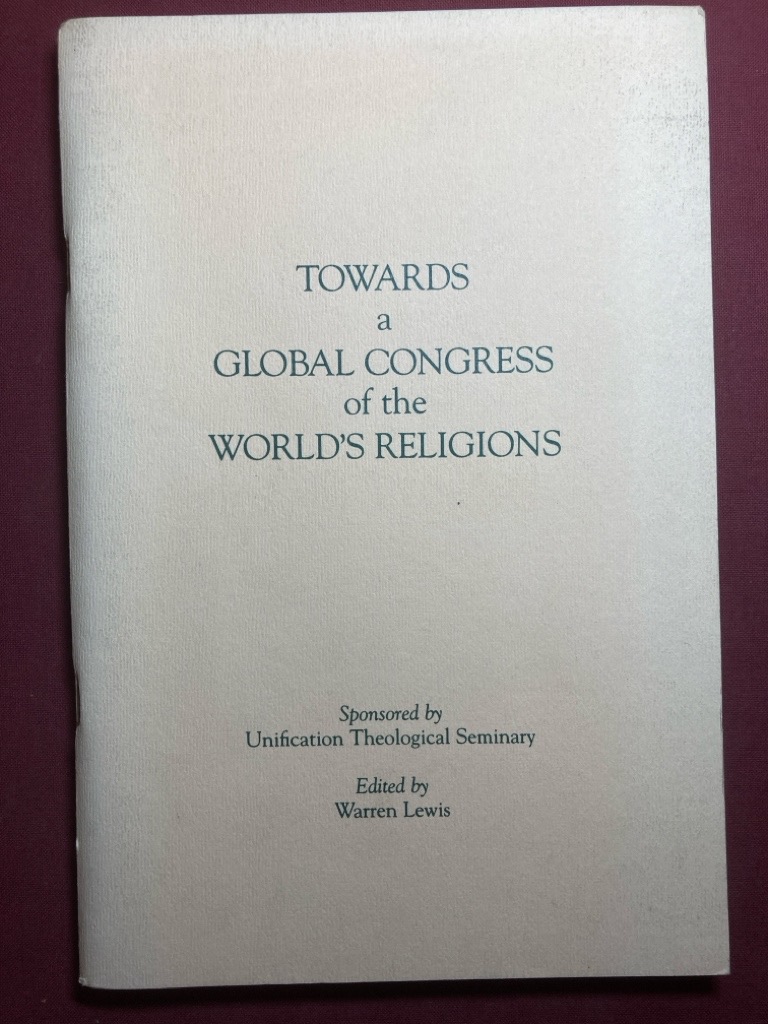 TOWARDS
a
GLOBAL CONGRESS
of the
WORLD'S RELIGIONS
Sponsored by
Unification Theological Seminary
Edited by
Warren Lewis